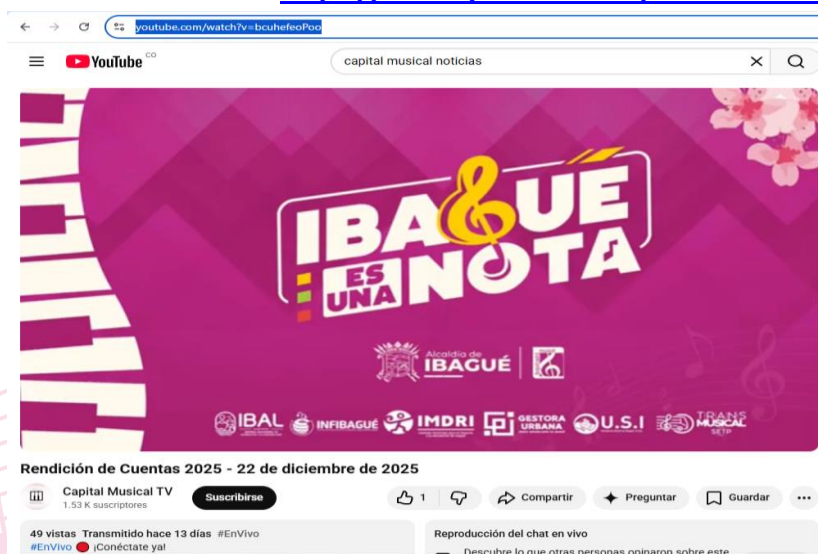 youtube.com/watch?v=bcuhefeoPoo
YouTube CO
capital musical noticias
IBAGUÉ
ES UNA NOTA
Alcaldía de
IBAGUÉ
IBAL
INFIBAGUÉ
IMDRI
GESTORA
URBANA
U.S.I
TRANS
MUSICAL
SETP
Rendición de Cuentas 2025 - 22 de diciembre de 2025
Capital Musical TV
1.53 K suscriptores
Suscribirse
1
Compartir
Preguntar
Guardar
49 vistas Transmitido hace 13 días #EnVivo
#EnVivo 🔴 ¡Conéctate ya!
Reproducción del chat en vivo
Descubre lo que otras personas opinaron sobre este